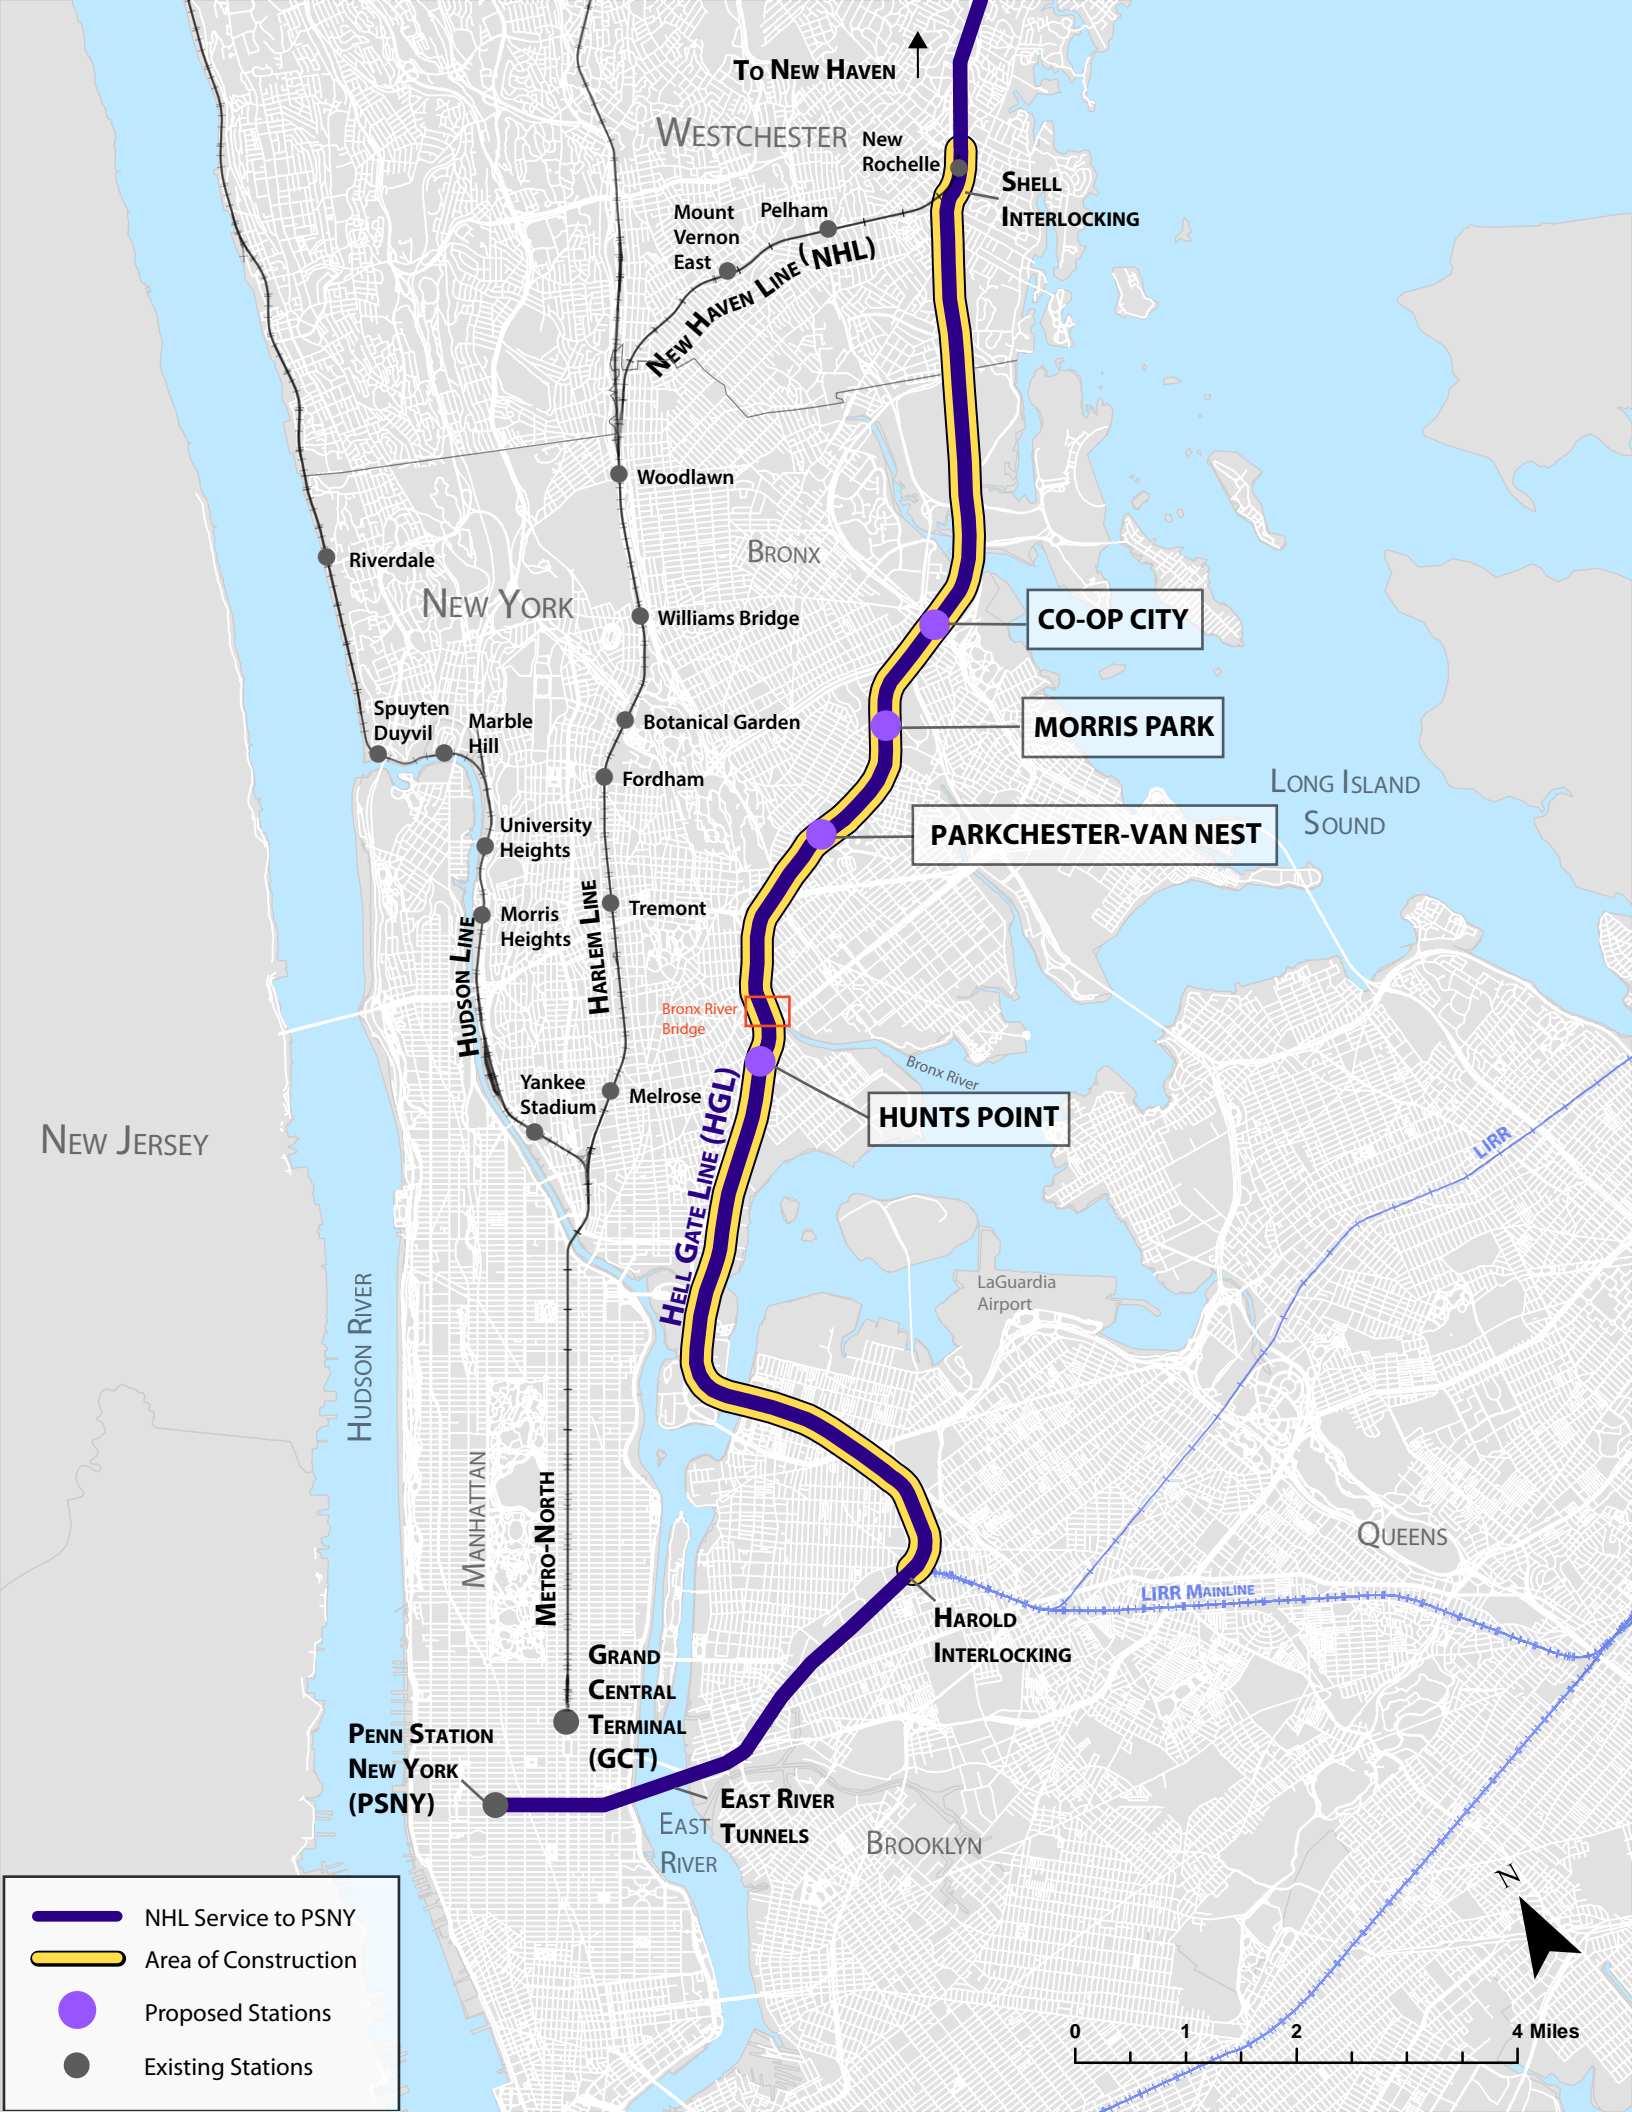 To New Haven
Westchester
New
Rochelle
Shell
Interlocking
Mount
Vernon
East
Pelham
New Haven Line (NHL)
Woodlawn
Bronx
Riverdale
New York
Williams Bridge
CO-OP CITY
Spuyten
Duyvil
Marble
Hill
Botanical Garden
MORRIS PARK
Fordham
Long Island
Sound
University
Heights
PARKCHESTER-VAN NEST
Morris
Heights
Tremont
Hudson Line
Harlem Line
Bronx River
Bridge
Bronx River
Yankee
Stadium
Melrose
HUNTS POINT
New Jersey
LIRR
Hell Gate Line (HGL)
Hudson River
LaGuardia
Airport
Manhattan
Metro-North
Queens
LIRR Mainline
Harold
Interlocking
Grand
Central
Terminal
(GCT)
Penn Station
New York
(PSNY)
East River
Tunnels
East
River
Brooklyn
N
NHL Service to PSNY
Area of Construction
Proposed Stations
Existing Stations
0 1 2 4 Miles